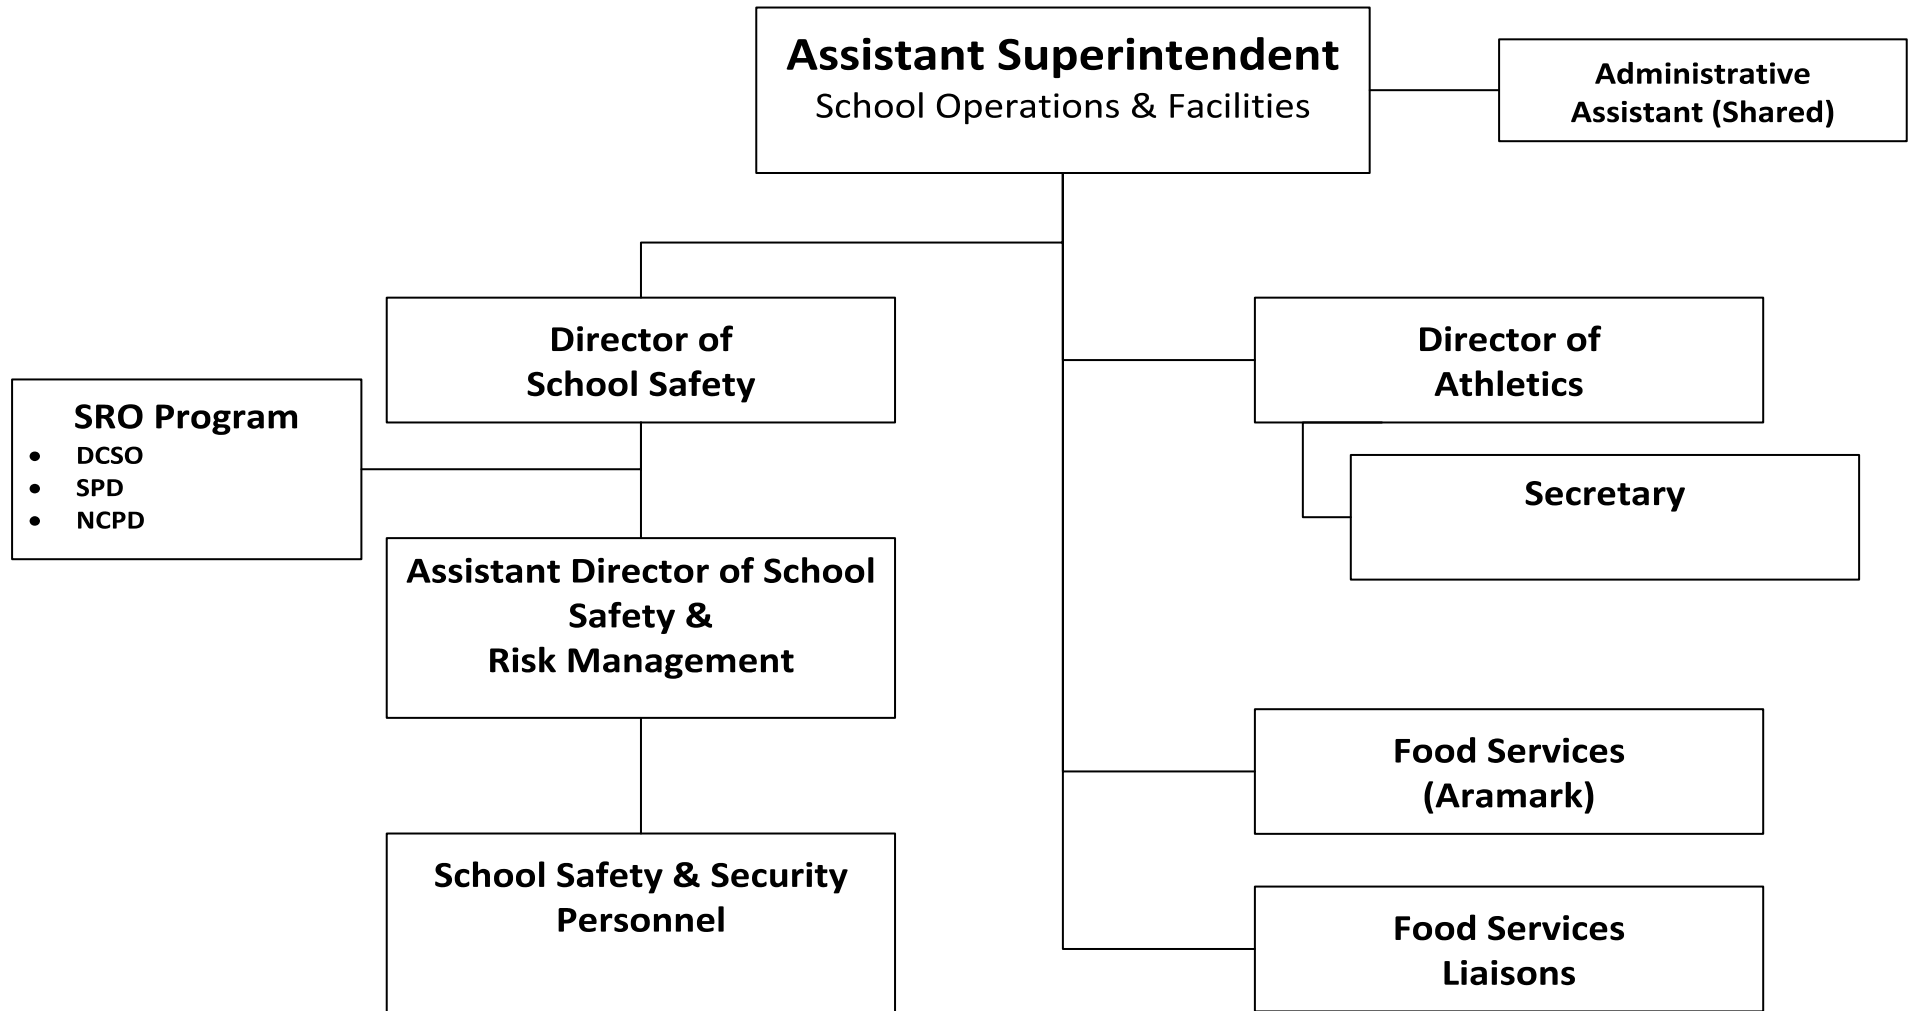 Assistant Superintendent
School Operations & Facilities
Administrative
Assistant (Shared)
Director of
School Safety
Director of
Athletics
SRO Program
• DCSO
• SPD
• NCPD
Secretary
Assistant Director of School
Safety &
Risk Management
Food Services
(Aramark)
School Safety & Security
Personnel
Food Services
Liaisons